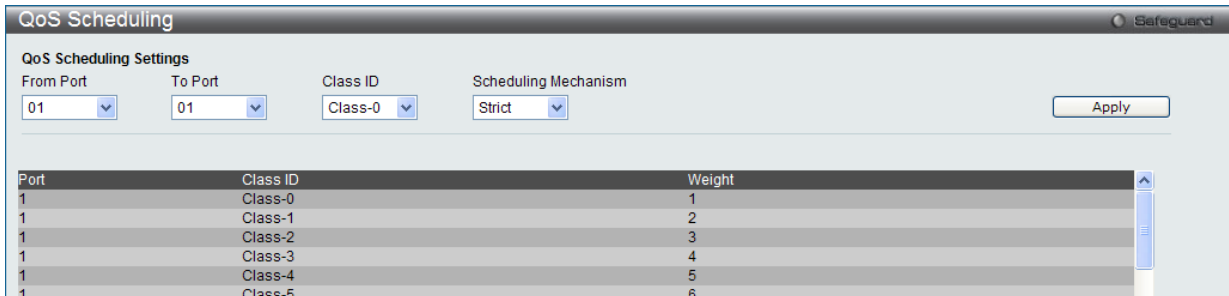 QoS Scheduling
Safeguard
QoS Scheduling Settings
From Port To Port Class ID Scheduling Mechanism
01 01 Class-0 Strict Apply
Port Class ID Weight
1 Class-0 1
1 Class-1 2
1 Class-2 3
1 Class-3 4
1 Class-4 5
1 Class-5 6